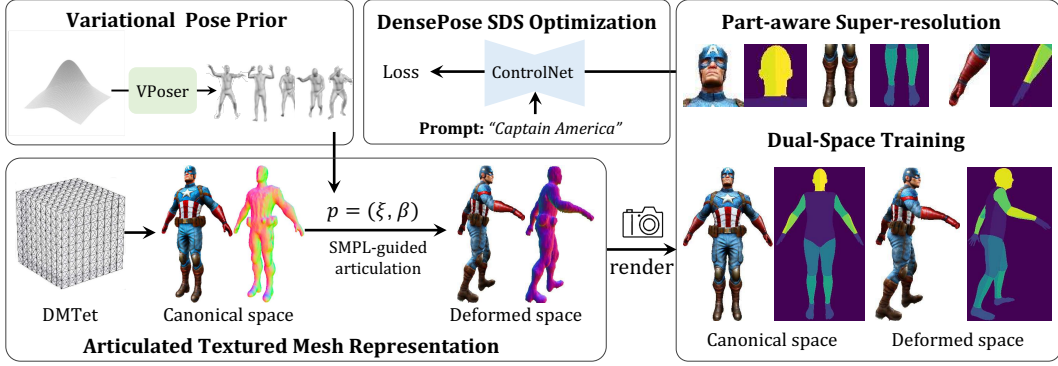 Variational Pose Prior
VPoser
DensePose SDS Optimization
Loss
ControlNet
Prompt: "Captain America"
Part-aware Super-resolution
Dual-Space Training
Canonical space
Deformed space
render
DMTet
Canonical space
p = (ξ, β)
SMPL-guided
articulation
Deformed space
Articulated Textured Mesh Representation